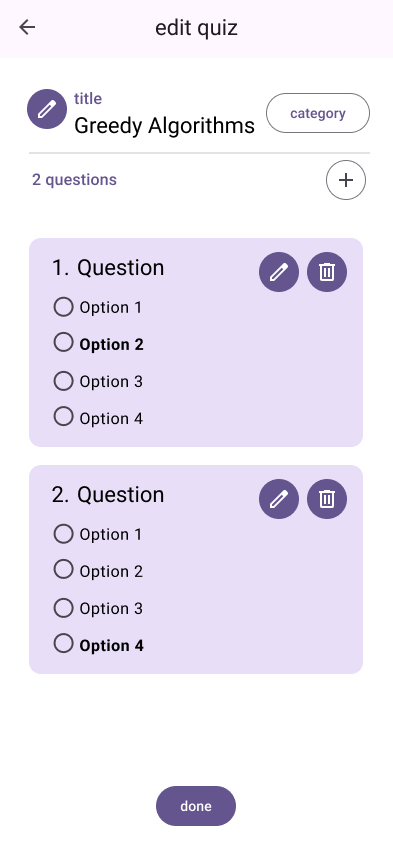 edit quiz
title
Greedy Algorithms
category
2 questions
1. Question
Option 1
Option 2
Option 3
Option 4
2. Question
Option 1
Option 2
Option 3
Option 4
done